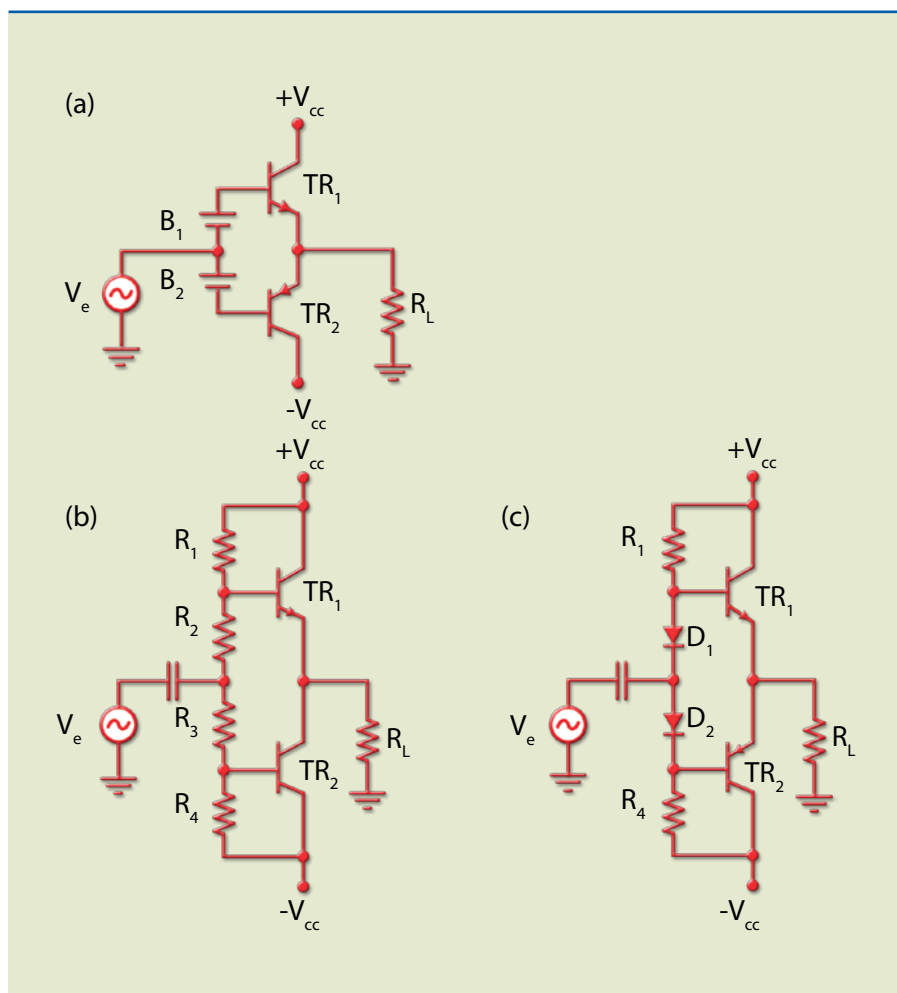 (a)
+Vcc
TR1
B1
B2
Ve
TR2
RL
-Vcc
+Vcc
(b)
R1
TR1
R2
R3
Ve
RL
TR2
R4
-Vcc
+Vcc
(c)
R1
TR1
D1
D2
Ve
RL
TR2
R4
-Vcc